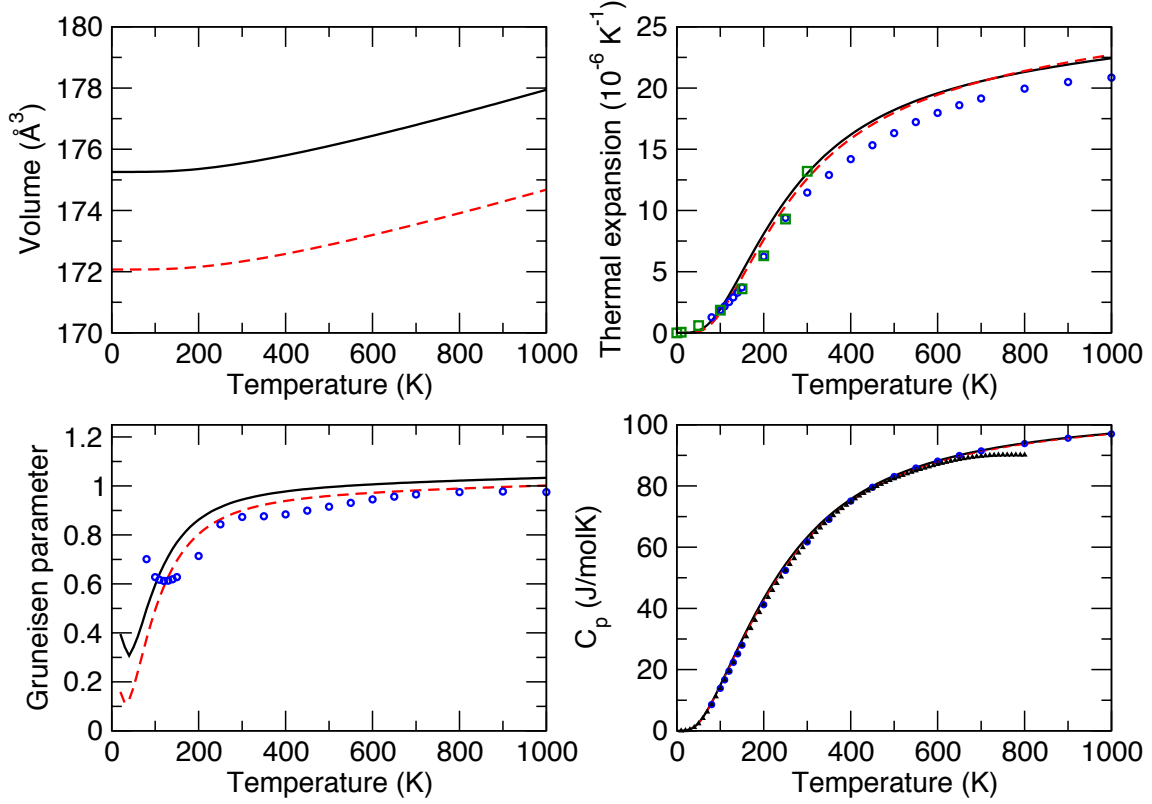 180
178
176
174
172
170
Volume (Å³)
0 200 400 600 800 1000
Temperature (K)
25
20
15
10
5
0
Thermal expansion (10⁻⁶ K⁻¹)
0 200 400 600 800 1000
Temperature (K)
1.2
1
0.8
0.6
0.4
0.2
0
Gruneisen parameter
0 200 400 600 800 1000
Temperature (K)
100
80
60
40
20
0
Cₚ (J/molK)
0 200 400 600 800 1000
Temperature (K)